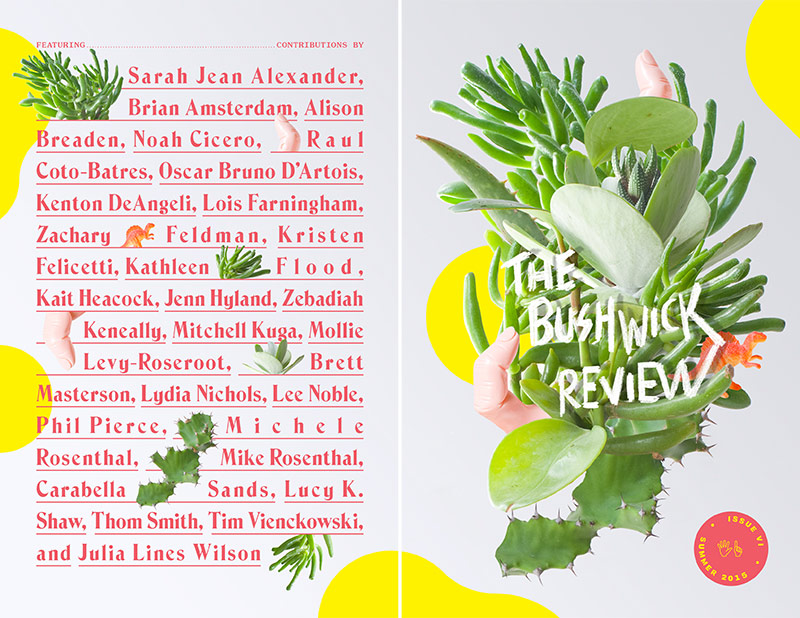 FEATURING........................................CONTRIBUTIONS BY
Sarah Jean Alexander,
Brian Amsterdam, Alison
Breaden, Noah Cicero, Raul
Coto-Batres, Oscar Bruno D'Artois,
Kenton DeAngeli, Lois Farningham,
Zachary Feldman, Kristen
Felicetti, Kathleen Flood,
Kait Heacock, Jenn Hyland, Zebadiah
Keneally, Mitchell Kuga, Mollie
Levy-Roseroot, Brett
Masterson, Lydia Nichols, Lee Noble,
Phil Pierce, Michele
Rosenthal, Mike Rosenthal,
Carabella Sands, Lucy K.
Shaw, Thom Smith, Tim Vienckowski,
and Julia Lines Wilson
THE
BUSHWICK
REVIEW
ISSUE VI
SUMMER 2015